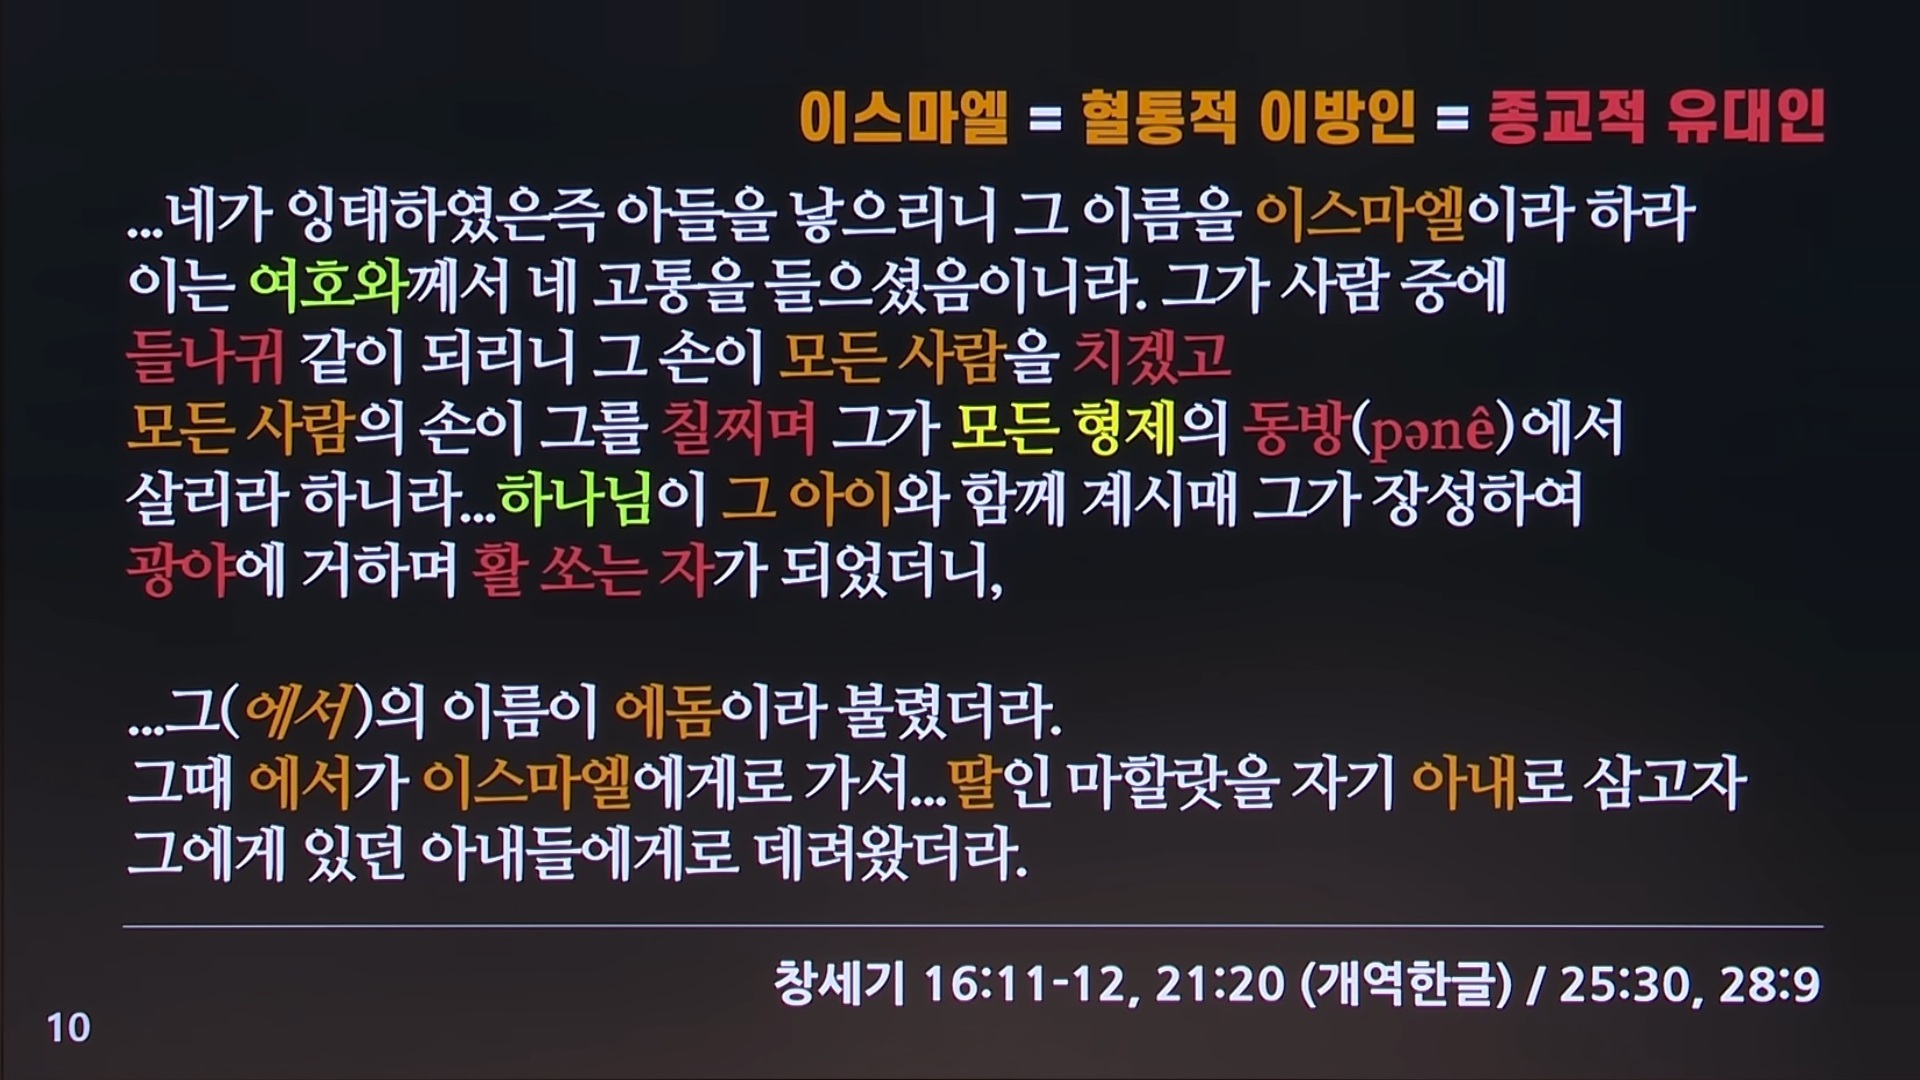 이스마엘 = 혈통적 이방인 = 종교적 유대인
...네가 잉태하였은즉 아들을 낳으리니 그 이름을 이스마엘이라 하라
이는 여호와께서 네 고통을 들으셨음이니라. 그가 사람 중에
들나귀 같이 되리니 그 손이 모든 사람을 치겠고
모든 사람의 손이 그를 칠찌며 그가 모든 형제의 동방(pənê)에서
살리라 하니라...하나님이 그 아이와 함께 계시매 그가 장성하여
광야에 거하며 활 쏘는 자가 되었더니,
...그(에서)의 이름이 에돔이라 불렸더라.
그때 에서가 이스마엘에게로 가서...딸인 마할랏을 자기 아내로 삼고자
그에게 있던 아내들에게로 데려왔더라.
창세기 16:11-12, 21:20 (개역한글) / 25:30, 28:9
10